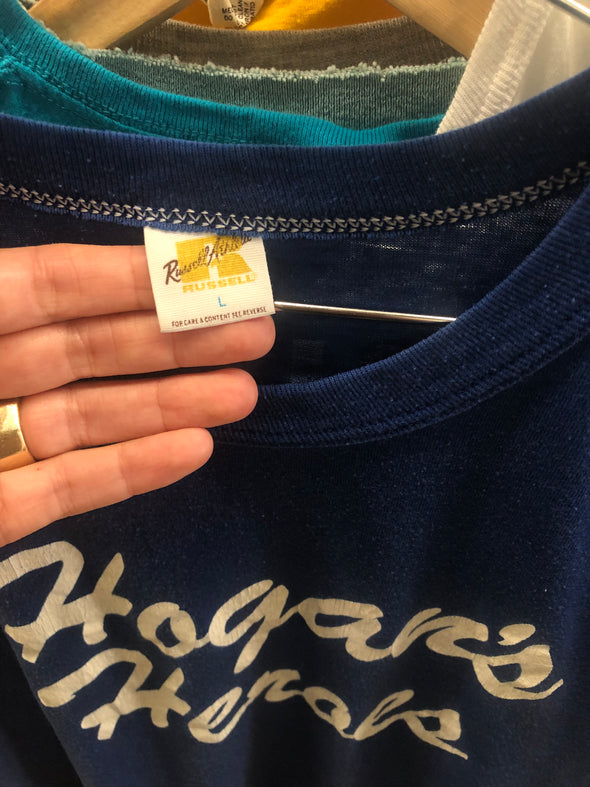 Russell Athletic
RUSSELL
L
FOR CARE & CONTENT SEE REVERSE
Hogan's
Heroes